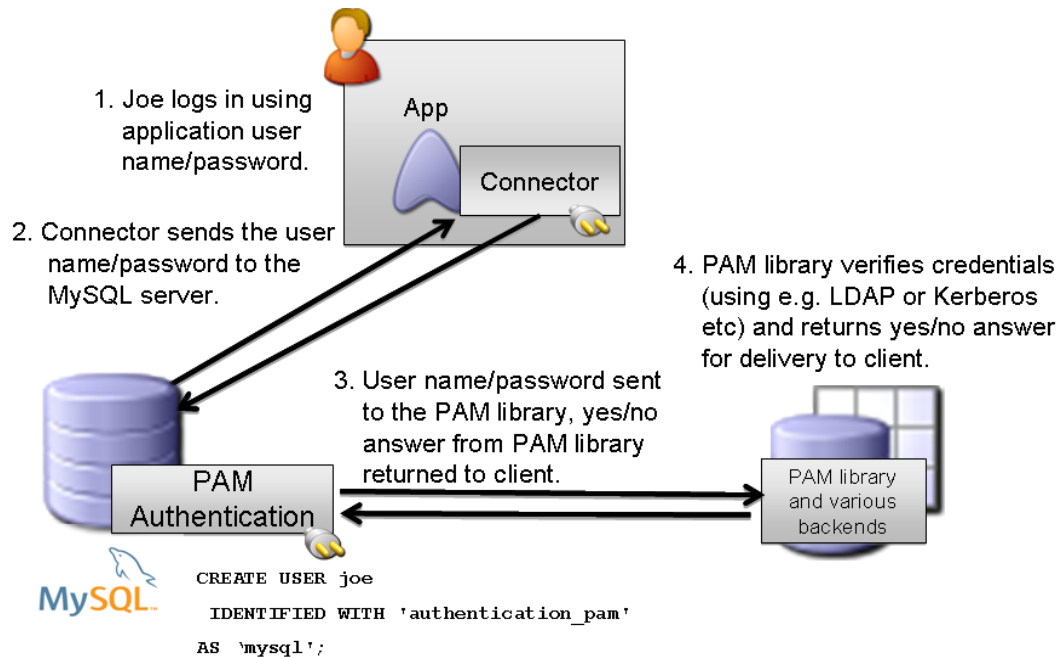 1. Joe logs in using
application user
name/password.
App
Connector
2. Connector sends the user
name/password to the
MySQL server.
4. PAM library verifies credentials
(using e.g. LDAP or Kerberos
etc) and returns yes/no answer
for delivery to client.
3. User name/password sent
to the PAM library, yes/no
answer from PAM library
returned to client.
PAM
Authentication
PAM library
and various
backends
MySQL™
CREATE USER joe
IDENTIFIED WITH 'authentication_pam'
AS ‛mysql';